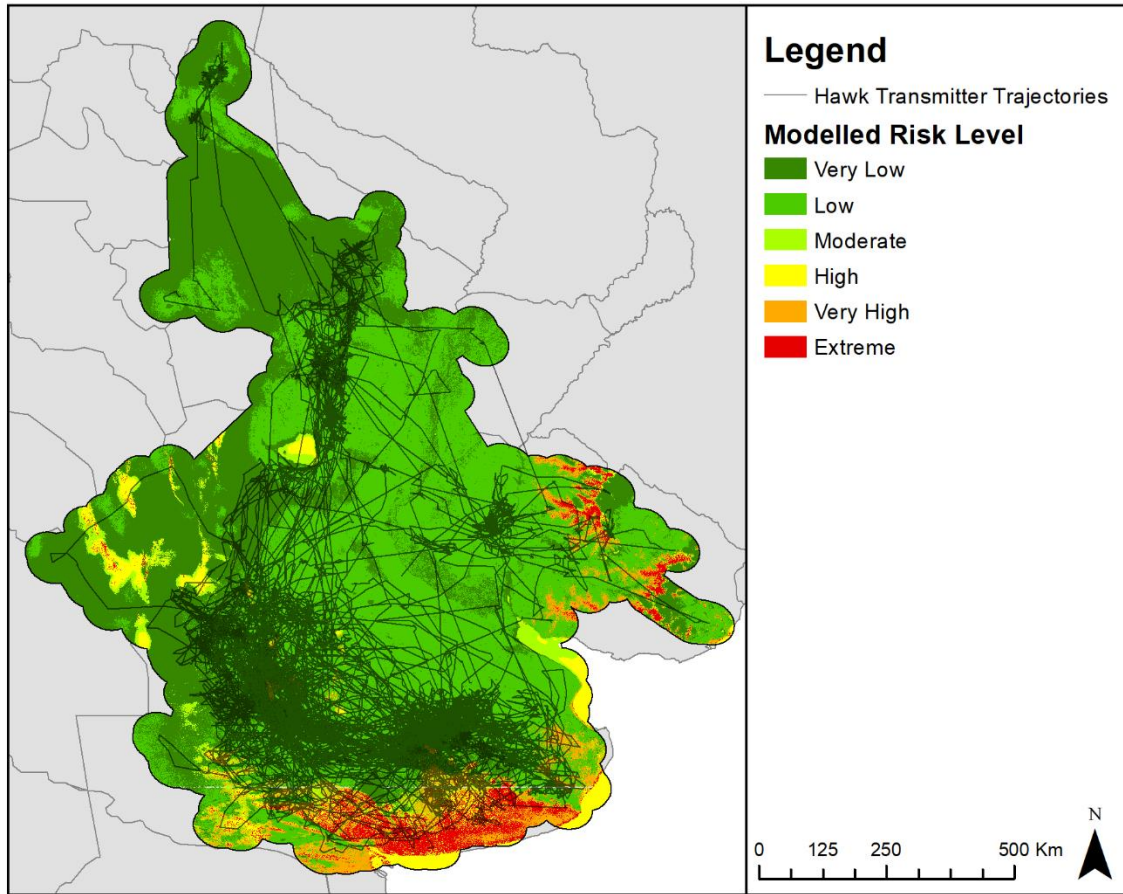 Legend
Hawk Transmitter Trajectories
Modelled Risk Level
Very Low
Low
Moderate
High
Very High
Extreme
N
0 125 250 500 Km